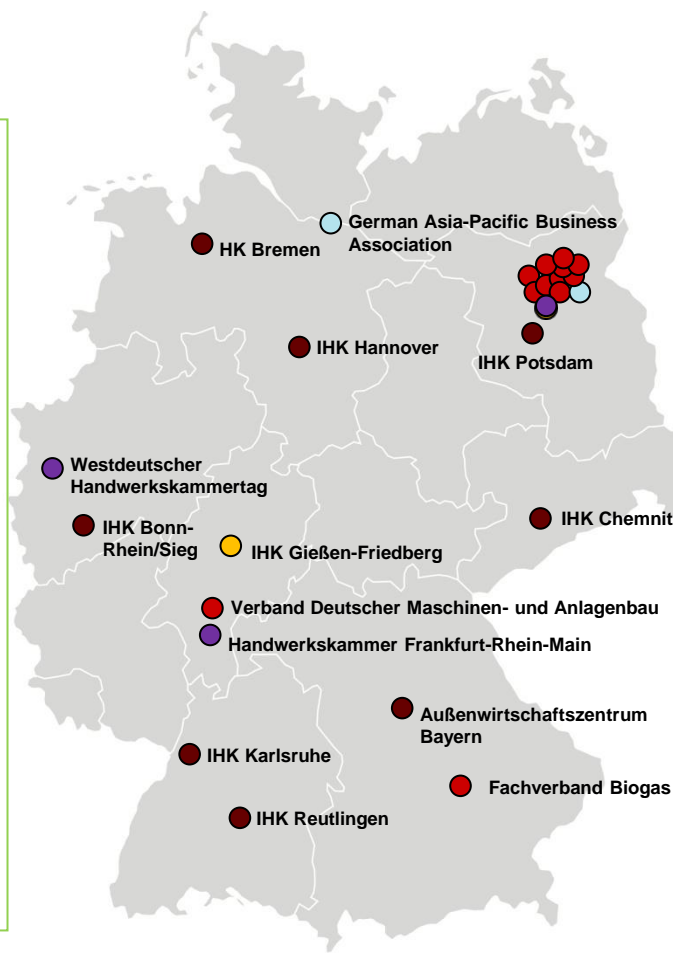 German Asia-Pacific Business
Association
HK Bremen
IHK Hannover
IHK Potsdam
Westdeutscher
Handwerkskammertag
IHK Bonn-
Rhein/Sieg
IHK Chemnit
IHK Gießen-Friedberg
Verband Deutscher Maschinen- und Anlagenbau
Handwerkskammer Frankfurt-Rhein-Main
Außenwirtschaftszentrum
Bayern
IHK Karlsruhe
Fachverband Biogas
IHK Reutlingen